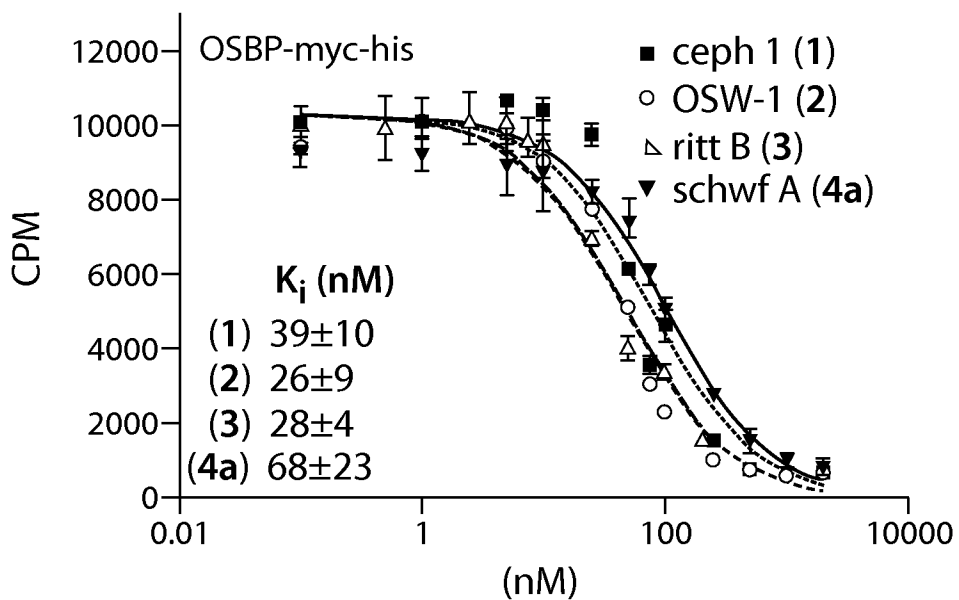 OSBP-myc-his
ceph 1 (1)
OSW-1 (2)
ritt B (3)
schwf A (4a)
CPM
12000
10000
8000
6000
4000
2000
0
Ki (nM)
(1) 39±10
(2) 26±9
(3) 28±4
(4a) 68±23
0.01 1 100 10000
(nM)